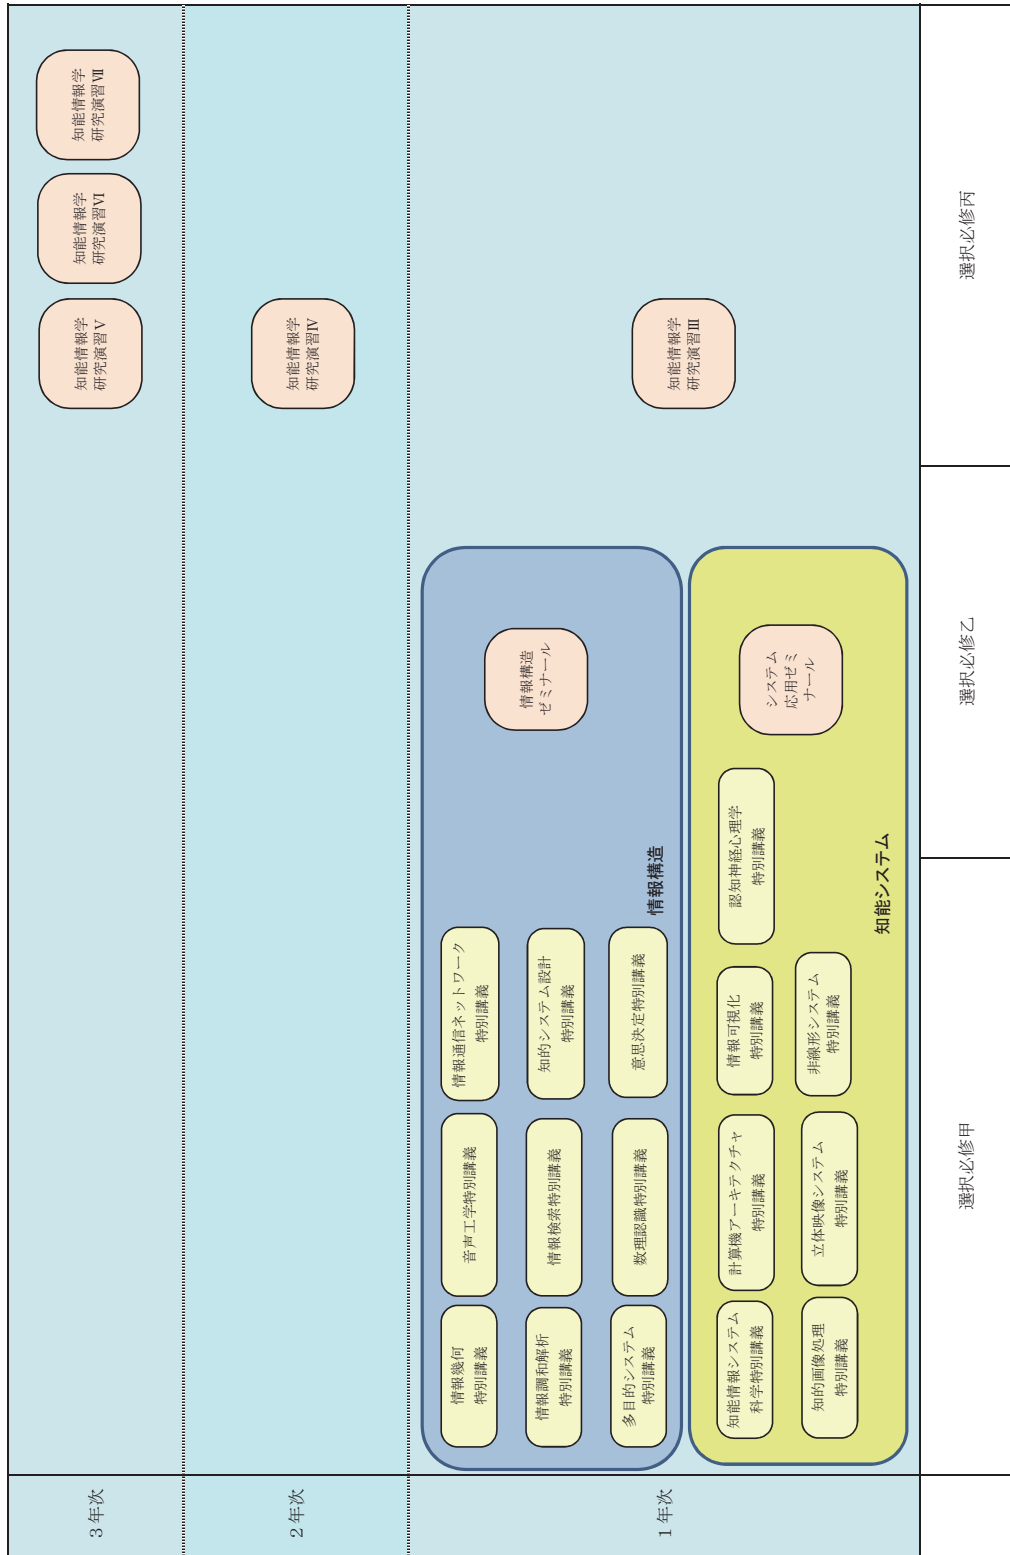 3年次
知能情報学
研究演習Ⅴ
知能情報学
研究演習Ⅵ
知能情報学
研究演習Ⅶ
2年次
知能情報学
研究演習Ⅳ
1年次
情報幾何
特別講義
音声工学特別講義
情報通信ネットワーク
特別講義
情報調和解析
特別講義
情報検索特別講義
知的システム設計
特別講義
多目的システム
特別講義
数理認識特別講義
意思決定特別講義
情報構造
情報構造
ゼミナール
知能情報学
研究演習Ⅲ
知能情報システム
科学特別講義
計算機アーキテクチャ
特別講義
情報可視化
特別講義
認知神経心理学
特別講義
知的画像処理
特別講義
立体映像システム
特別講義
非線形システム
特別講義
知能システム
システム
応用ゼミ
ナール
選択必修甲
選択必修乙
選択必修丙